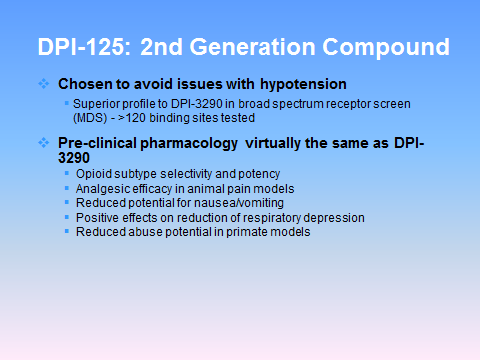 DPI-125: 2nd Generation Compound
Chosen to avoid issues with hypotension
Superior profile to DPI-3290 in broad spectrum receptor screen
(MDS) - >120 binding sites tested
Pre-clinical pharmacology virtually the same as DPI-
3290
Opioid subtype selectivity and potency
Analgesic efficacy in animal pain models
Reduced potential for nausea/vomiting
Positive effects on reduction of respiratory depression
Reduced abuse potential in primate models